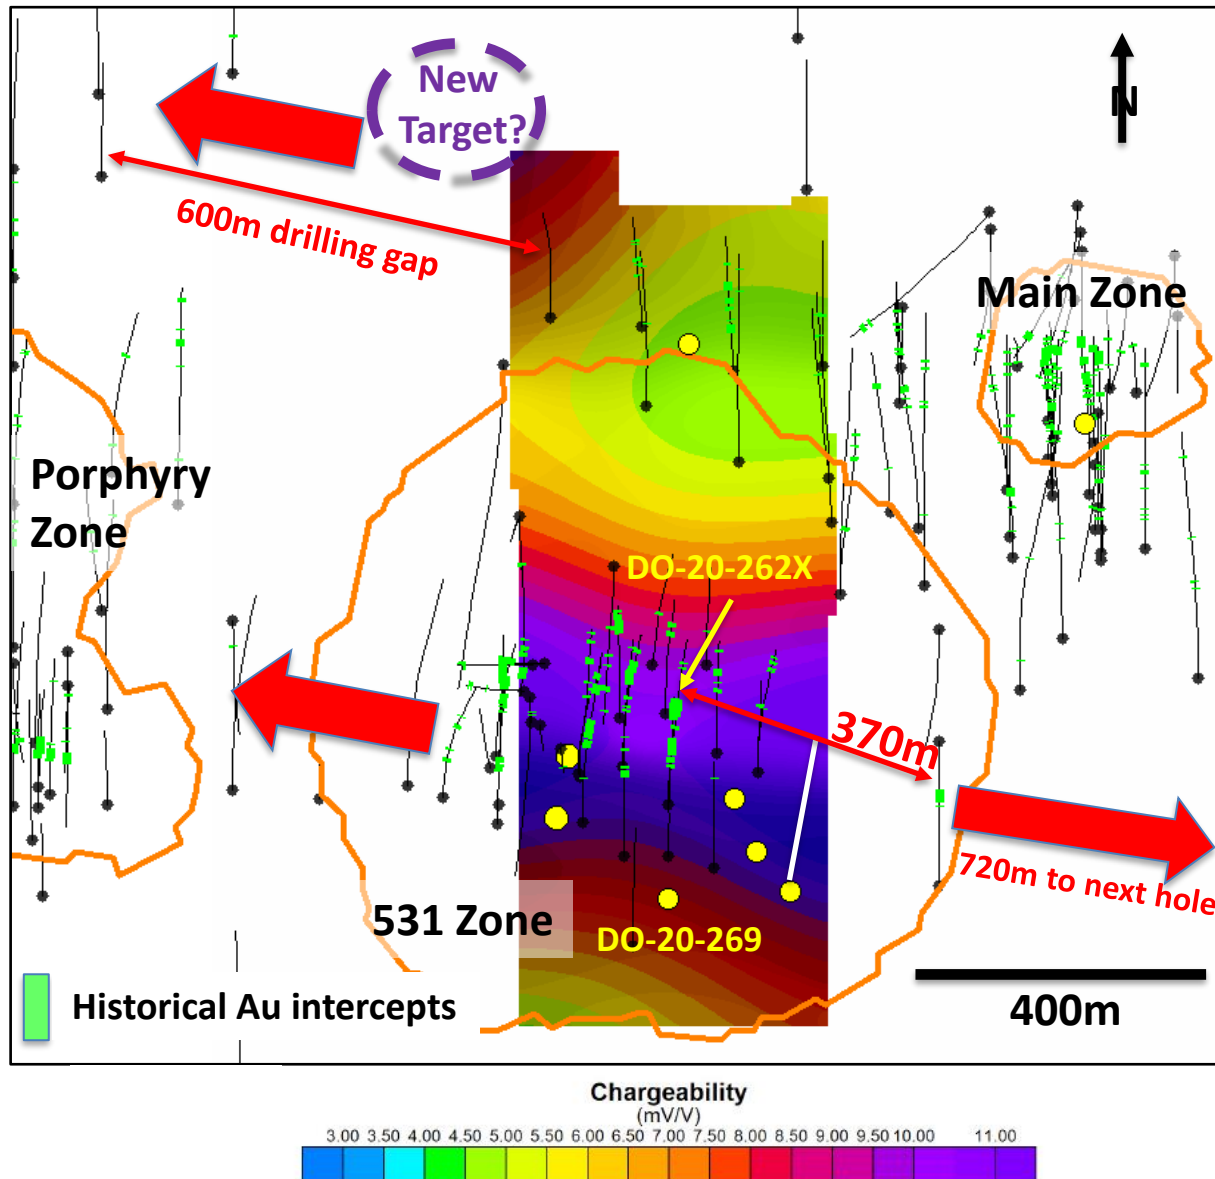 New
Target?
N
600m drilling gap
Main Zone
Porphyry
Zone
DO-20-262X
370m
720m to next hole
531 Zone
DO-20-269
Historical Au intercepts
400m
Chargeability
(mV/V)
3.00 3.50 4.00 4.50 5.00 5.50 6.00 6.50 7.00 7.50 8.00 8.50 9.00 9.50 10.00 11.00